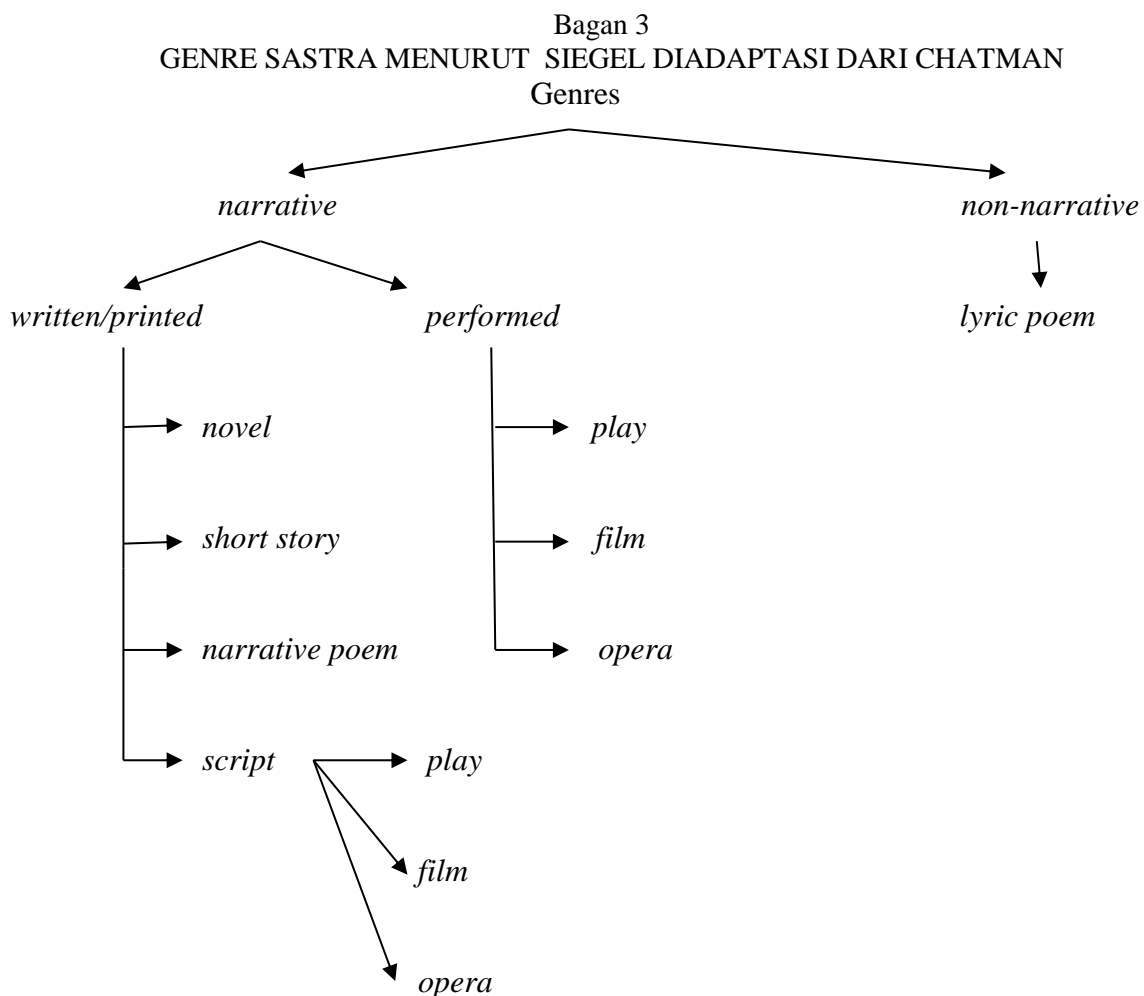 Bagan 3
GENRE SASTRA MENURUT SIEGEL DIADAPTASI DARI CHATMAN
Genres
narrative non-narrative
written/printed performed lyric poem
novel play
short story film
narrative poem opera
script play
film
opera